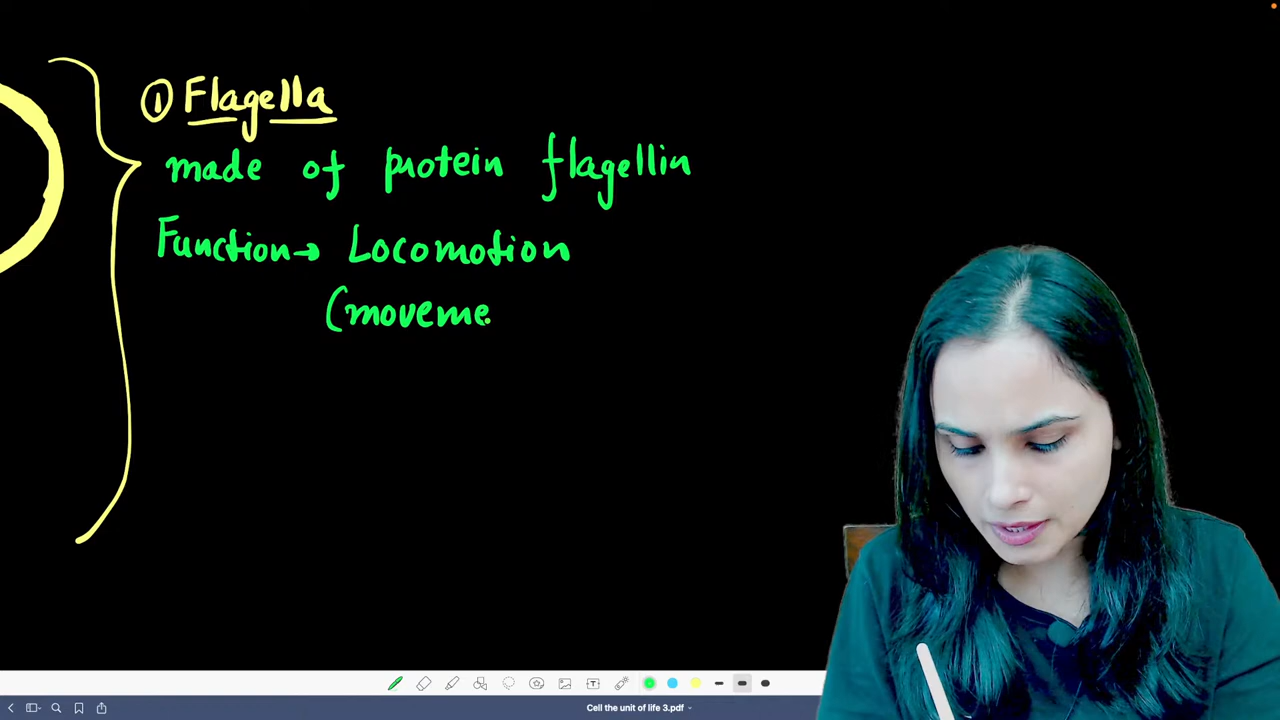 ① Flagella
made of protein flagellin
Function → Locomotion
(moveme
Cell the unit of life 3.pdf